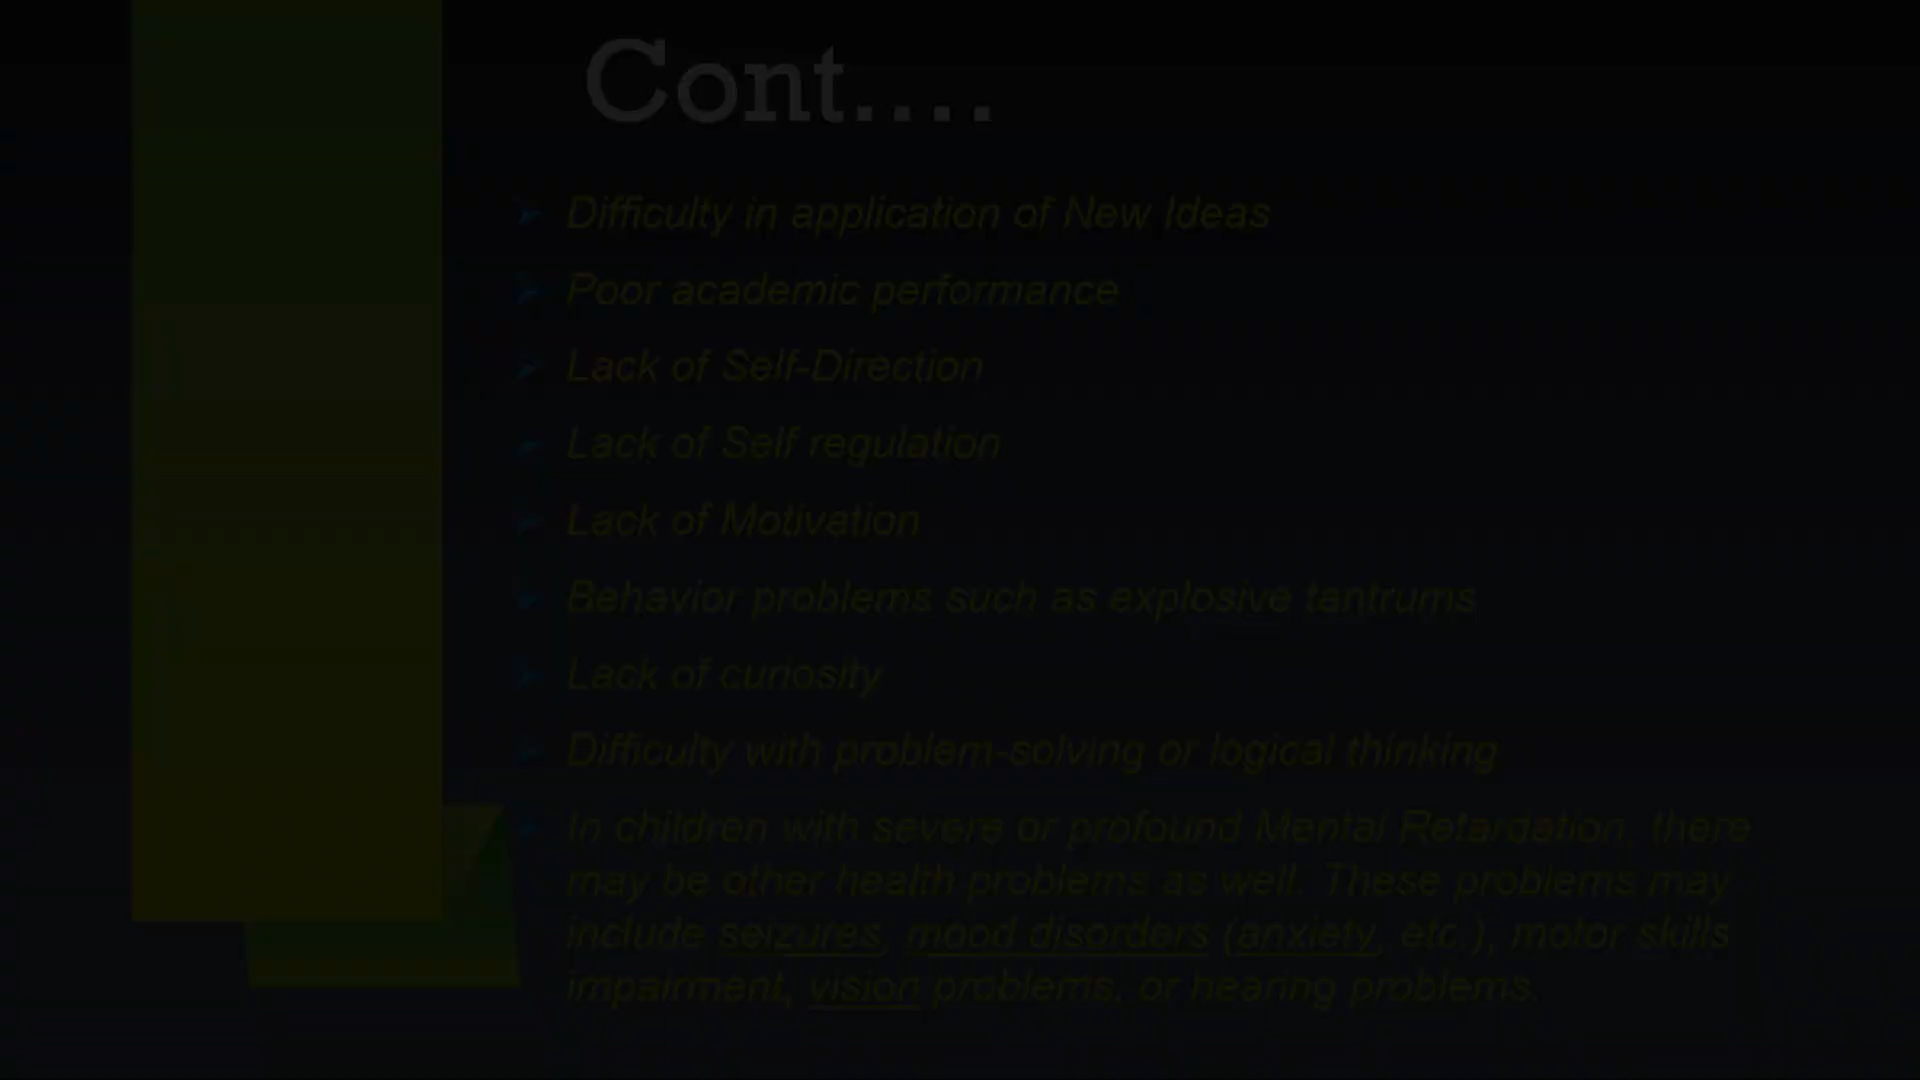 Cont....
Difficulty in application of New Ideas
Poor academic performance
Lack of Self-Direction
Lack of Self regulation
Lack of Motivation
Behavior problems such as explosive tantrums
Lack of curiosity
Difficulty with problem-solving or logical thinking
In children with severe or profound Mental Retardation, there
may be other health problems as well. These problems may
include seizures, mood disorders (anxiety, etc.), motor skills
impairment, vision problems, or hearing problems.